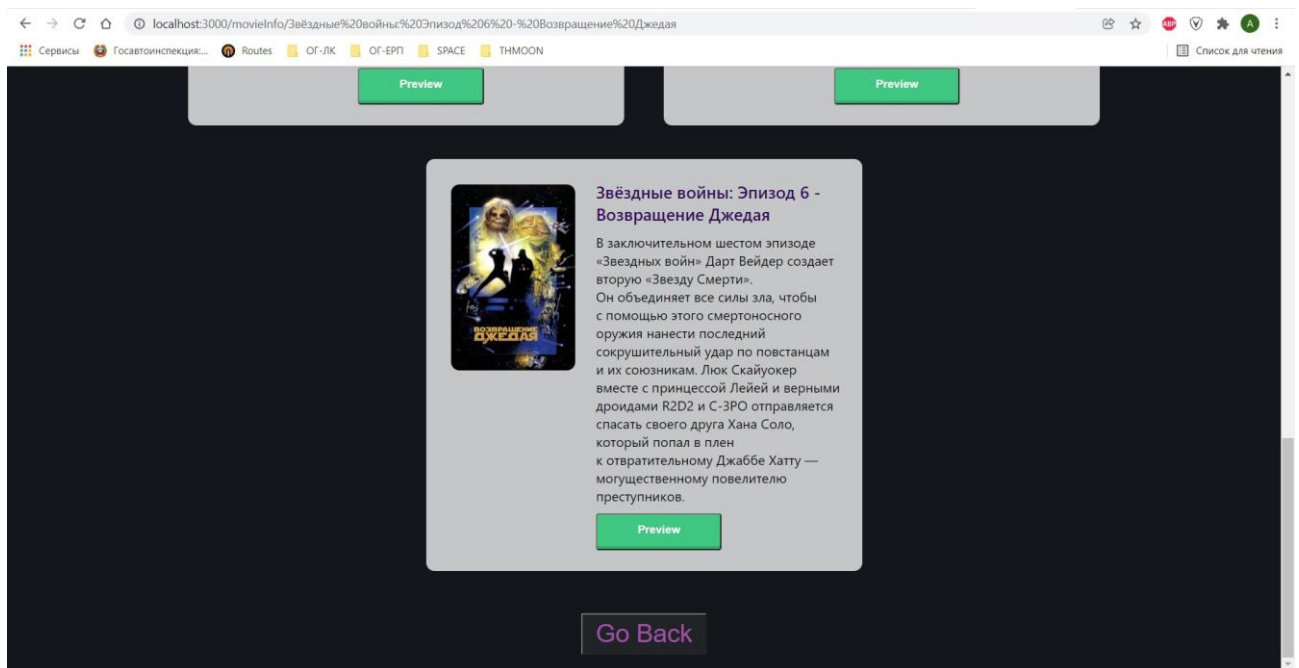 localhost:3000/movieInfo/Звёздные%20войны:%20Эпизод%206%20-%20Возвращение%20Джедая
ABP
A
Сервисы Госавтоинспекция:... Routes ОГ-ЛК ОГ-ЕРП SPACE THMOON Список для чтения
Preview Preview
Звёздные войны: Эпизод 6 -
Возвращение Джедая
В заключительном шестом эпизоде
«Звездных войн» Дарт Вейдер создает
вторую «Звезду Смерти».
Он объединяет все силы зла, чтобы
с помощью этого смертоносного
оружия нанести последний
сокрушительный удар по повстанцам
и их союзникам. Люк Скайуокер
вместе с принцессой Лейей и верными
дроидами R2D2 и C-3PO отправляется
спасать своего друга Хана Соло,
который попал в плен
к отвратительному Джаббе Хатту —
могущественному повелителю
преступников.
ВОЗВРАЩЕНИЕ
ДЖЕДАЯ
Preview
Go Back